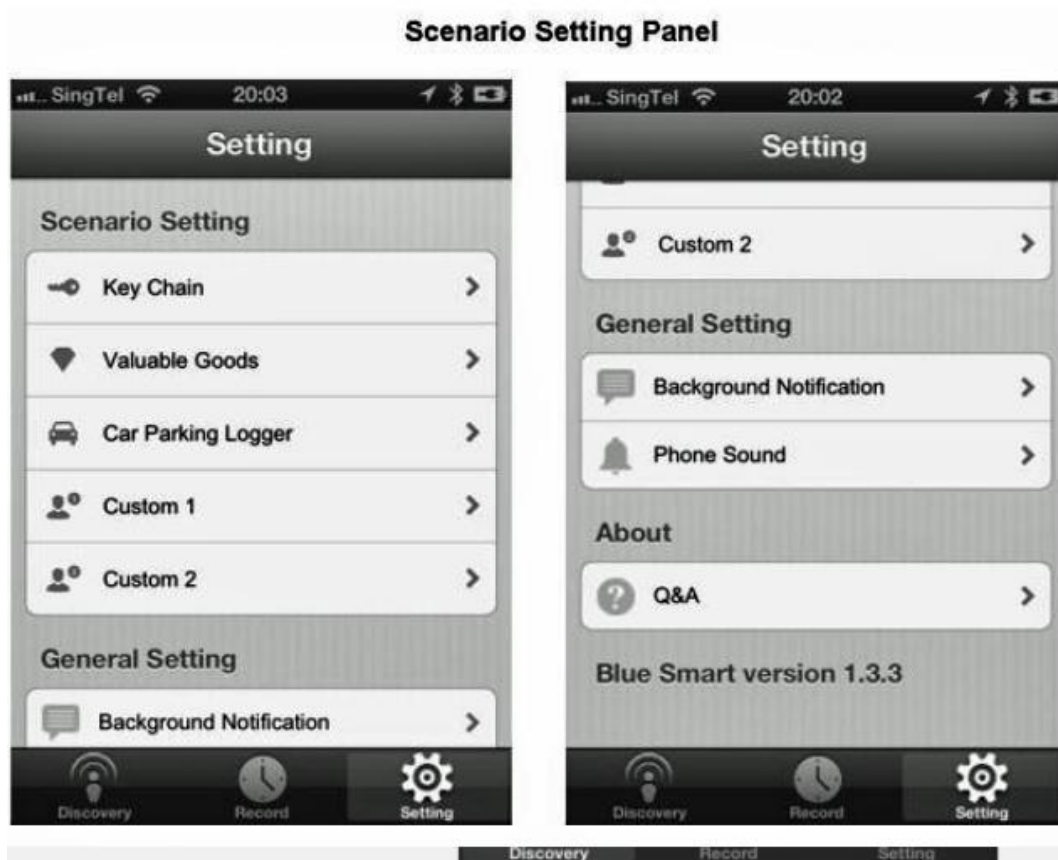 Scenario Setting Panel
SingTel 20:03
Setting
Scenario Setting
Key Chain
Valuable Goods
Car Parking Logger
Custom 1
Custom 2
General Setting
Background Notification
Discovery Record Setting
SingTel 20:02
Setting
Custom 2
General Setting
Background Notification
Phone Sound
About
Q&A
Blue Smart version 1.3.3
Discovery Record Setting
Discovery Record Setting